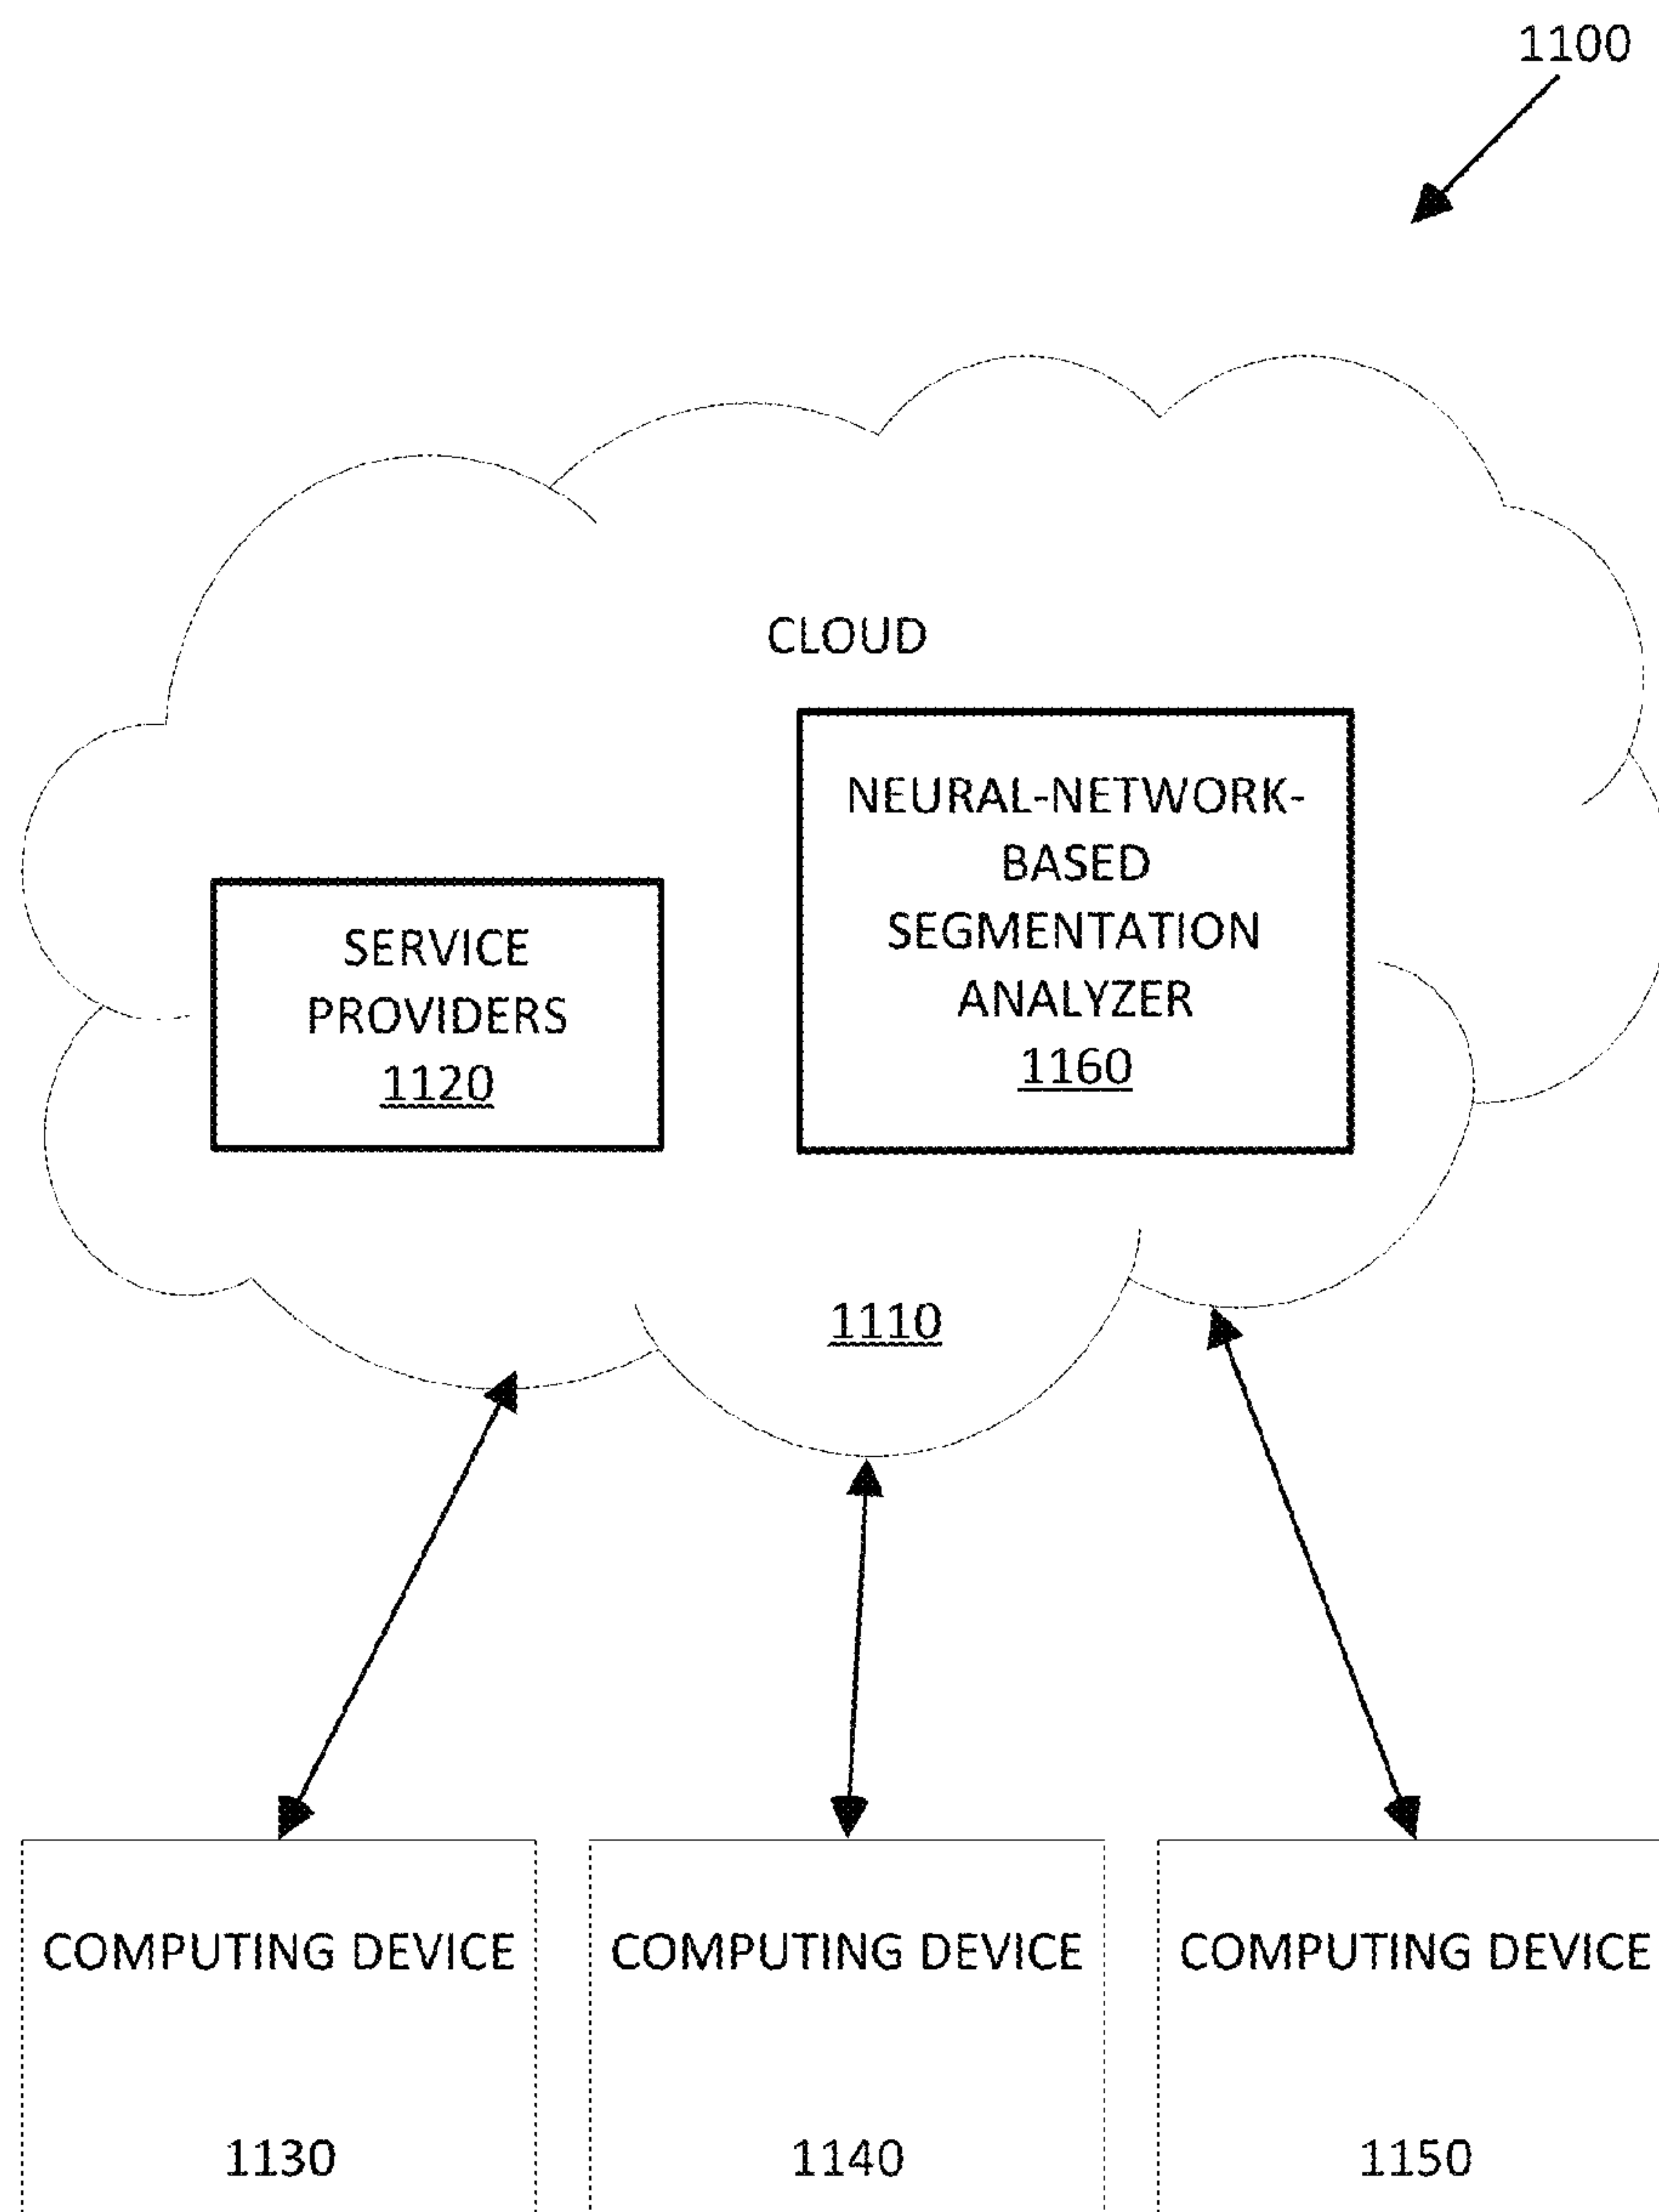 1100
CLOUD
NEURAL-NETWORK-
BASED
SEGMENTATION
ANALYZER
1160
SERVICE
PROVIDERS
1120
1110
COMPUTING DEVICE
1130
COMPUTING DEVICE
1140
COMPUTING DEVICE
1150